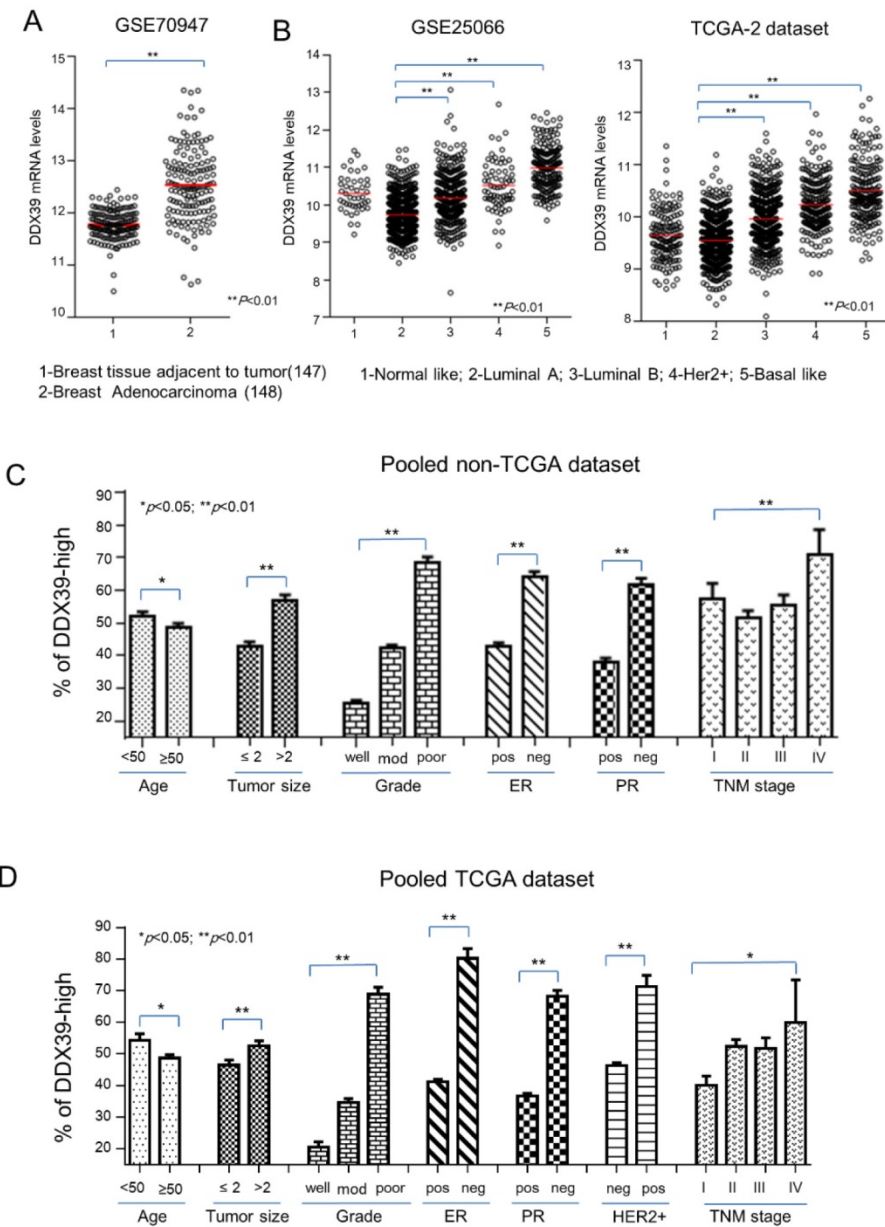 A
GSE70947
B
GSE25066
TCGA-2 dataset
DDX39 mRNA levels
15
14
13
12
11
10
**
**P<0.01
1
2
DDX39 mRNA levels
14
13
12
11
10
9
8
7
**
**
**
**P<0.01
1
2
3
4
5
DDX39 mRNA levels
13
12
11
10
9
8
**
**
**
**P<0.01
1
2
3
4
5
1-Breast tissue adjacent to tumor(147)
2-Breast Adenocarcinoma (148)
1-Normal like; 2-Luminal A; 3-Luminal B; 4-Her2+; 5-Basal like
C
Pooled non-TCGA dataset
*p<0.05; **p<0.01
% of DDX39-high
90
80
70
60
50
40
30
20
*
**
**
**
**
**
<50 ≥50 ≤ 2 >2 well mod poor pos neg pos neg I II III IV
Age Tumor size Grade ER PR TNM stage
D
Pooled TCGA dataset
*p<0.05; **p<0.01
% of DDX39-high
90
80
70
60
50
40
30
20
*
**
**
**
**
**
*
<50 ≥50 ≤ 2 >2 well mod poor pos neg pos neg neg pos I II III IV
Age Tumor size Grade ER PR HER2+ TNM stage